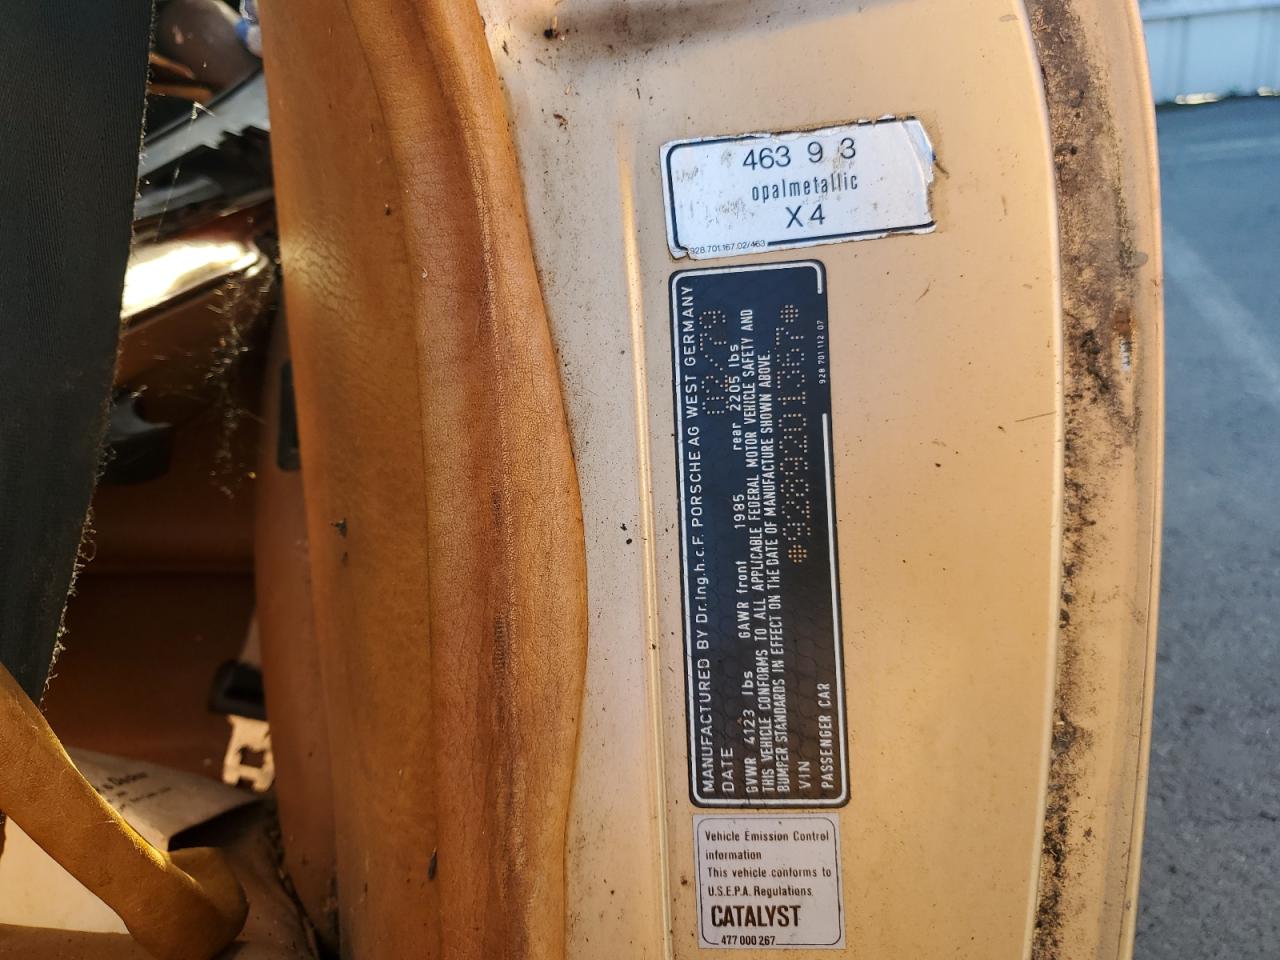 463 9 3
opalmetallic
X4
928.701.167.02/463
MANUFACTURED BY Dr.Ing.h.c.F. PORSCHE AG WEST GERMANY
DATE
GVWR 4123 lbs GAWR front 1985 rear 2205 lbs
THIS VEHICLE CONFORMS TO ALL APPLICABLE FEDERAL MOTOR VEHICLE SAFETY AND
BUMPER STANDARDS IN EFFECT ON THE DATE OF MANUFACTURE SHOWN ABOVE.
VIN
PASSENGER CAR
928 701 112 07
Vehicle Emission Control
information
This vehicle conforms to
U.S.E.P.A. Regulations
CATALYST
477 000 267